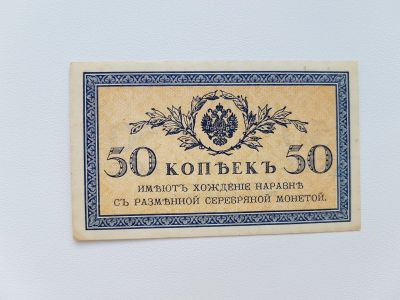 50 КОПѢЕКЪ 50
ИМѢЮТЪ ХОЖДЕНІЕ НАРАВНѢ
СЪ РАЗМѢННОЙ СЕРЕБРЯНОЙ МОНЕТОЙ.